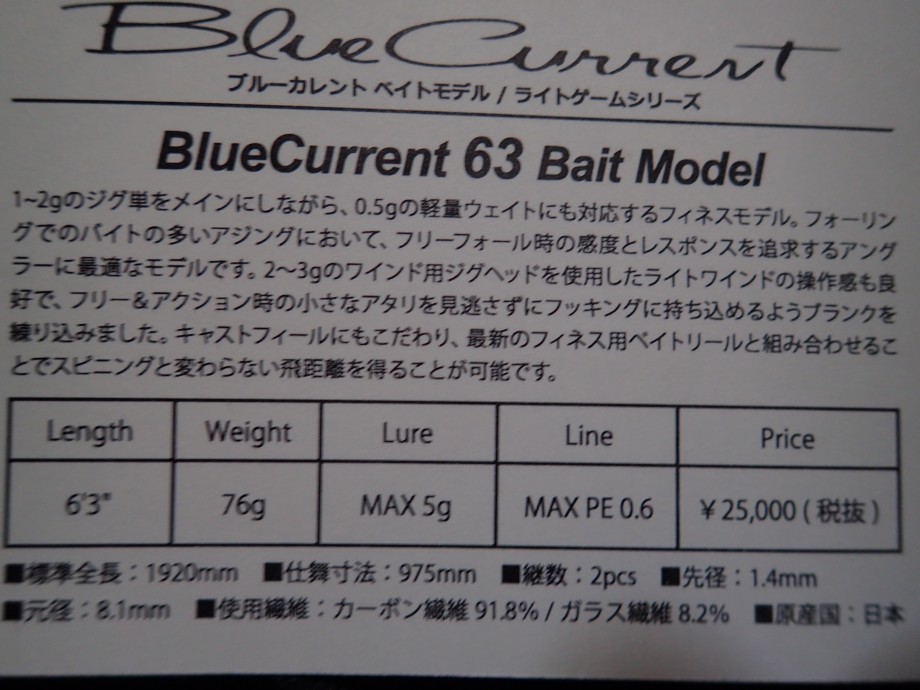 BlueCurrent
ブルーカレント ベイトモデル / ライトゲームシリーズ
BlueCurrent 63 Bait Model
1~2gのジグ単をメインにしながら、0.5gの軽量ウェイトにも対応するフィネスモデル。フォーリン
グでのバイトの多いアジングにおいて、フリーフォール時の感度とレスポンスを追求するアング
ラーに最適なモデルです。2～3gのワインド用ジグヘッドを使用したライトワインドの操作感も良
好で、フリー＆アクション時の小さなアタリを見逃さずにフッキングに持ち込めるようブランクを
練り込みました。キャストフィールにもこだわり、最新のフィネス用ベイトリールと組み合わせるこ
とでスピニングと変わらない飛距離を得ることが可能です。
Length Weight Lure Line Price
6'3" 76g MAX 5g MAX PE 0.6 ￥25,000 ( 税抜 )
■標準全長：1920mm ■仕舞寸法：975mm ■継数：2pcs ■先径：1.4mm
■元径：8.1mm ■使用繊維：カーボン繊維 91.8% / ガラス繊維 8.2% ■原産国：日本